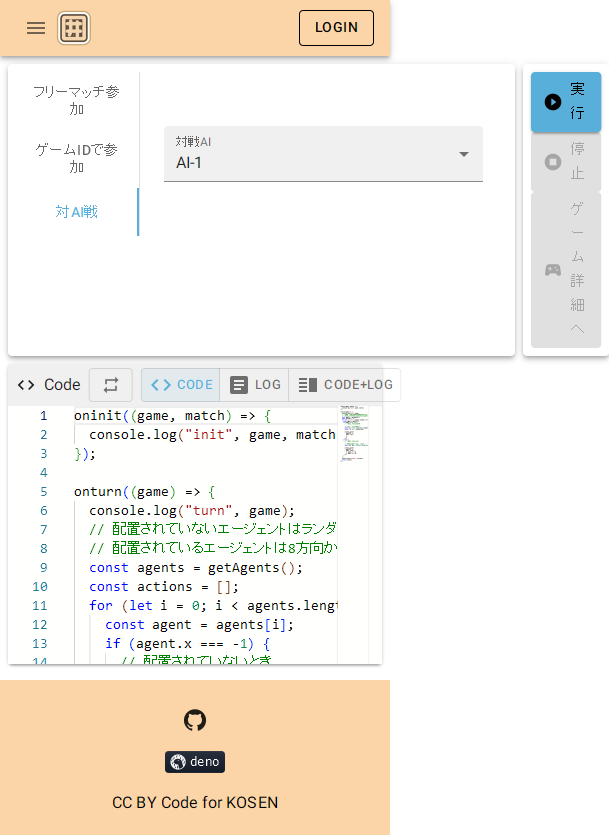 LOGIN
フリーマッチ参
加
ゲームIDで参
加
対AI戦
対戦AI
AI-1
実
行
停
止
ゲ
ー
ム
詳
細
へ
Code
CODE
LOG
CODE+LOG
1 oninit((game, match) => {
2 console.log("init", game, match
3 });
4
5 onturn((game) => {
6 console.log("turn", game);
7 // 配置されていないエージェントはランダ
8 // 配置されているエージェントは8方向か
9 const agents = getAgents();
10 const actions = [];
11 for (let i = 0; i < agents.lengt
12 const agent = agents[i];
13 if (agent.x === -1) {
14 // 配置されていないとき
deno
CC BY Code for KOSEN